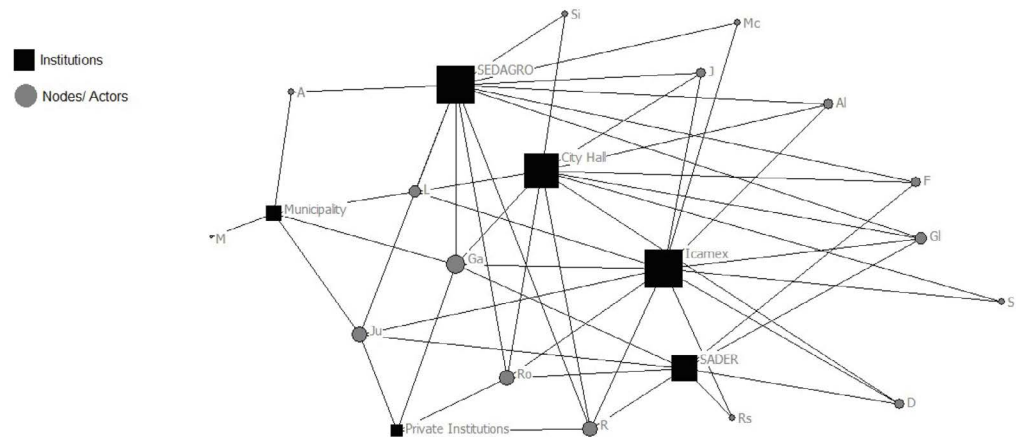 Si
Mc
Institutions
SEDAGRO
J
Nodes/ Actors
A
Al
City Hall
L
F
Municipality
M
Gl
Icamex
Ga
S
Ju
SADER
Ro
D
Rs
Private Institutions
R